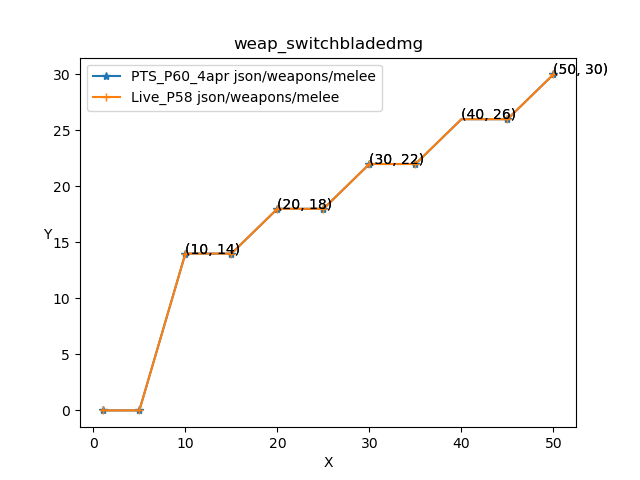 weap_switchbladedmg
PTS_P60_4apr json/weapons/melee
Live_P58 json/weapons/melee
Y
30
25
20
15
10
5
0
(50, 30)
(40, 26)
(30, 22)
(20, 18)
(10, 14)
0 10 20 30 40 50
X